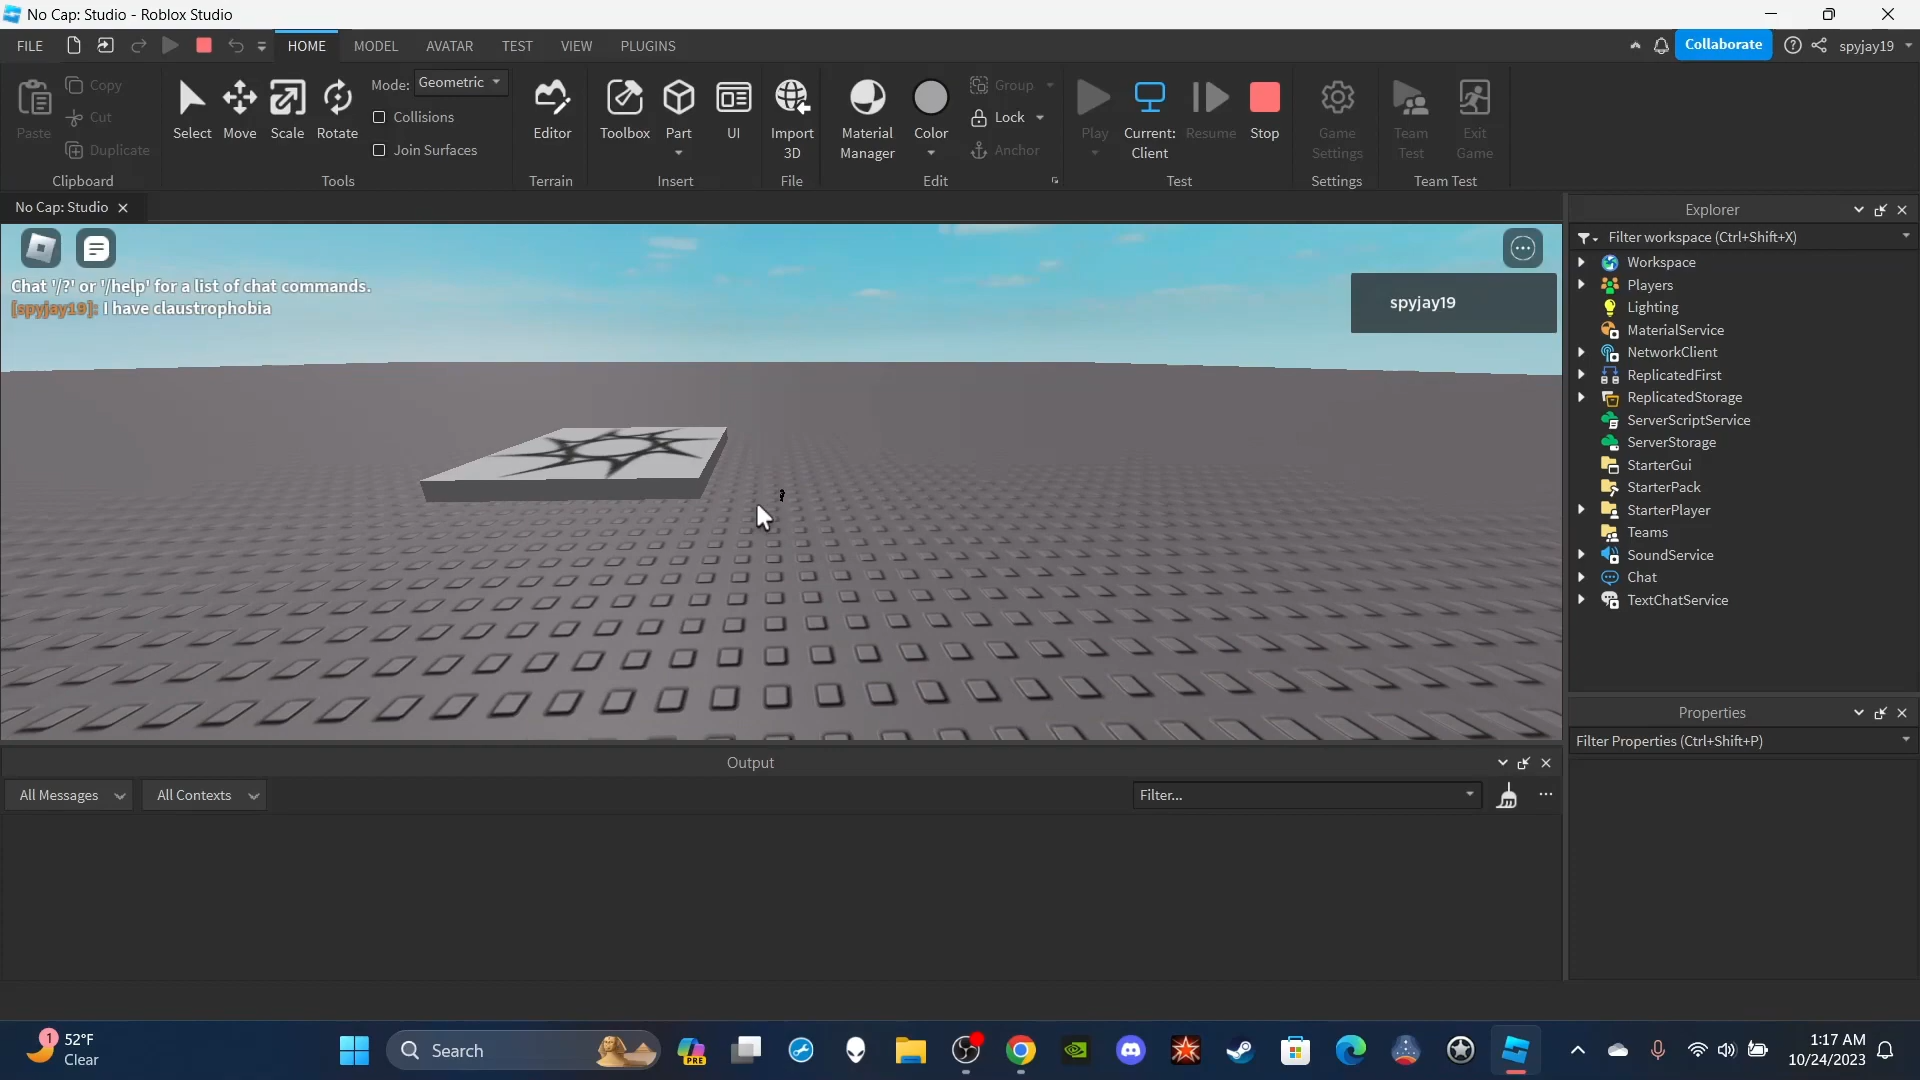 No Cap: Studio - Roblox Studio
FILE HOME MODEL AVATAR TEST VIEW PLUGINS Collaborate spyjay19
Paste Copy Cut Duplicate
Clipboard
Select Move Scale Rotate
Mode: Geometric
Collisions
Join Surfaces
Tools
Editor
Terrain
Toolbox Part UI
Insert
Import 3D
File
Material Manager
Color
Group
Lock
Anchor
Edit
Play Current: Client Resume Stop
Test
Game Settings
Settings
Team Test Exit Game
Team Test
No Cap: Studio
Chat '/?' or '/help' for a list of chat commands.
[spyjay19]: I have claustrophobia
spyjay19
Explorer
Filter workspace (Ctrl+Shift+X)
Workspace
Players
Lighting
MaterialService
NetworkClient
ReplicatedFirst
ReplicatedStorage
ServerScriptService
ServerStorage
StarterGui
StarterPack
StarterPlayer
Teams
SoundService
Chat
TextChatService
Properties
Filter Properties (Ctrl+Shift+P)
Output
All Messages All Contexts Filter...
1 52°F
Clear
Search
PRE
1:17 AM
10/24/2023